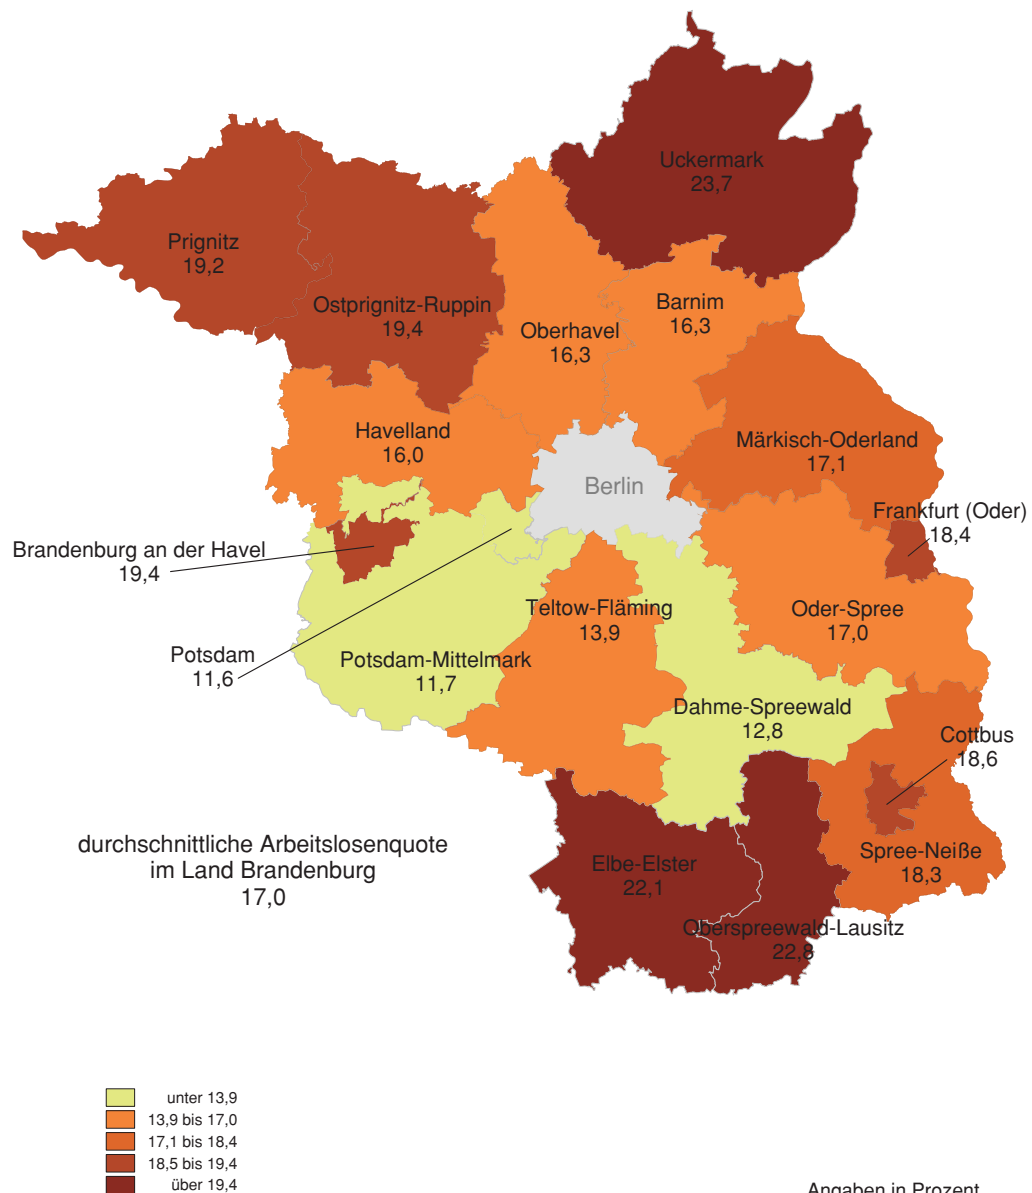 Uckermark
23,7
Prignitz
19,2
Ostprignitz-Ruppin
19,4
Oberhavel
16,3
Barnim
16,3
Havelland
16,0
Märkisch-Oderland
17,1
Berlin
Frankfurt (Oder)
18,4
Brandenburg an der Havel
19,4
Teltow-Fläming
13,9
Oder-Spree
17,0
Potsdam
11,6
Potsdam-Mittelmark
11,7
Dahme-Spreewald
12,8
Cottbus
18,6
durchschnittliche Arbeitslosenquote
im Land Brandenburg
17,0
Elbe-Elster
22,1
Spree-Neiße
18,3
Oberspreewald-Lausitz
22,8
unter 13,9
13,9 bis 17,0
17,1 bis 18,4
18,5 bis 19,4
über 19,4
Angaben in Prozent